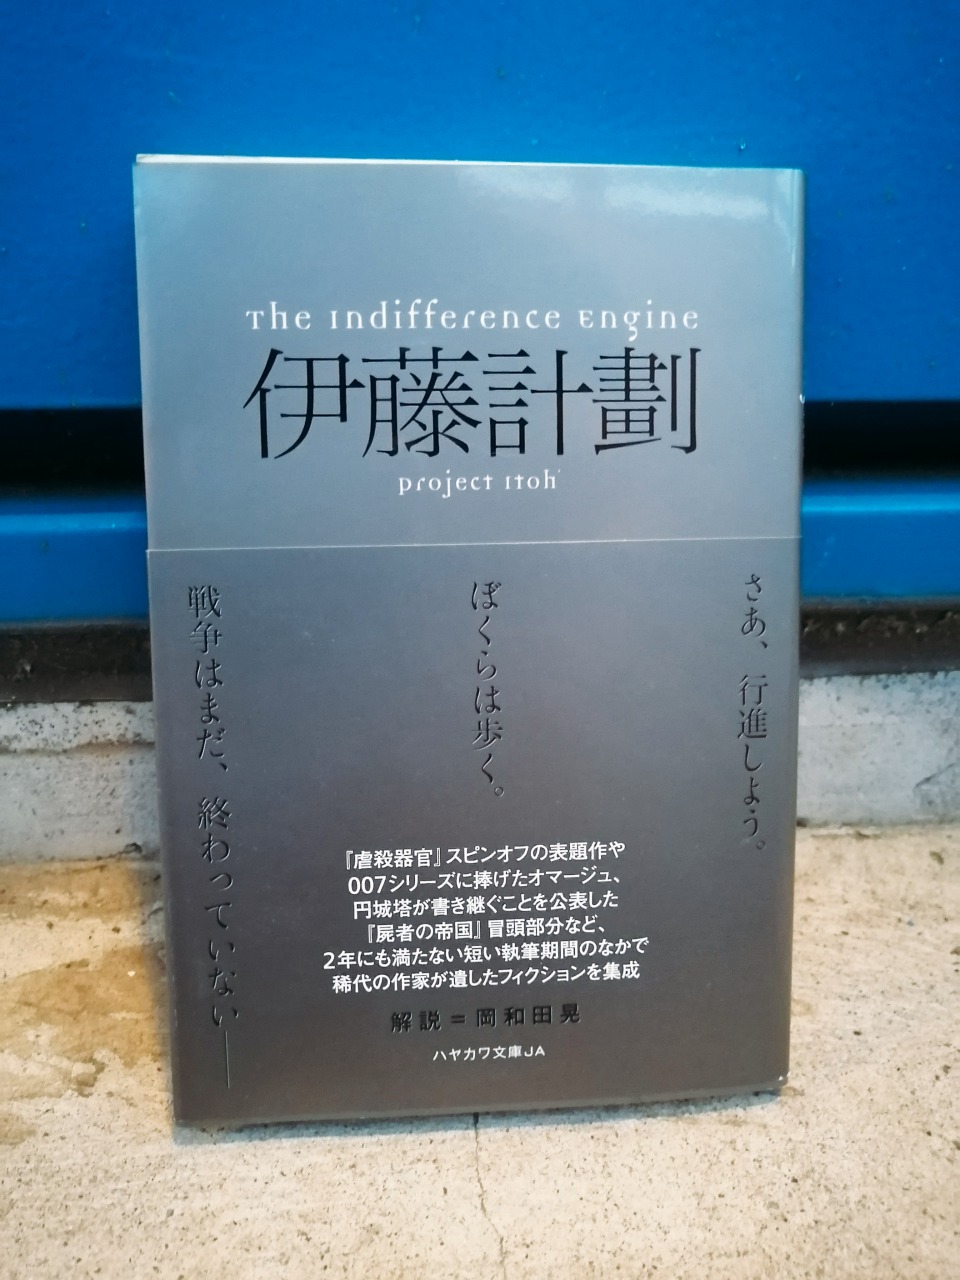 The Indifference Engine
伊藤計劃
project itoh
さあ、行進しよう。
ぼくらは歩く。
戦争はまだ、終わっていない――
『虐殺器官』スピンオフの表題作や
007シリーズに捧げたオマージュ、
円城塔が書き継ぐことを公表した
『屍者の帝国』冒頭部分など、
2年にも満たない短い執筆期間のなかで
稀代の作家が遺したフィクションを集成
解説=岡和田晃
ハヤカワ文庫JA